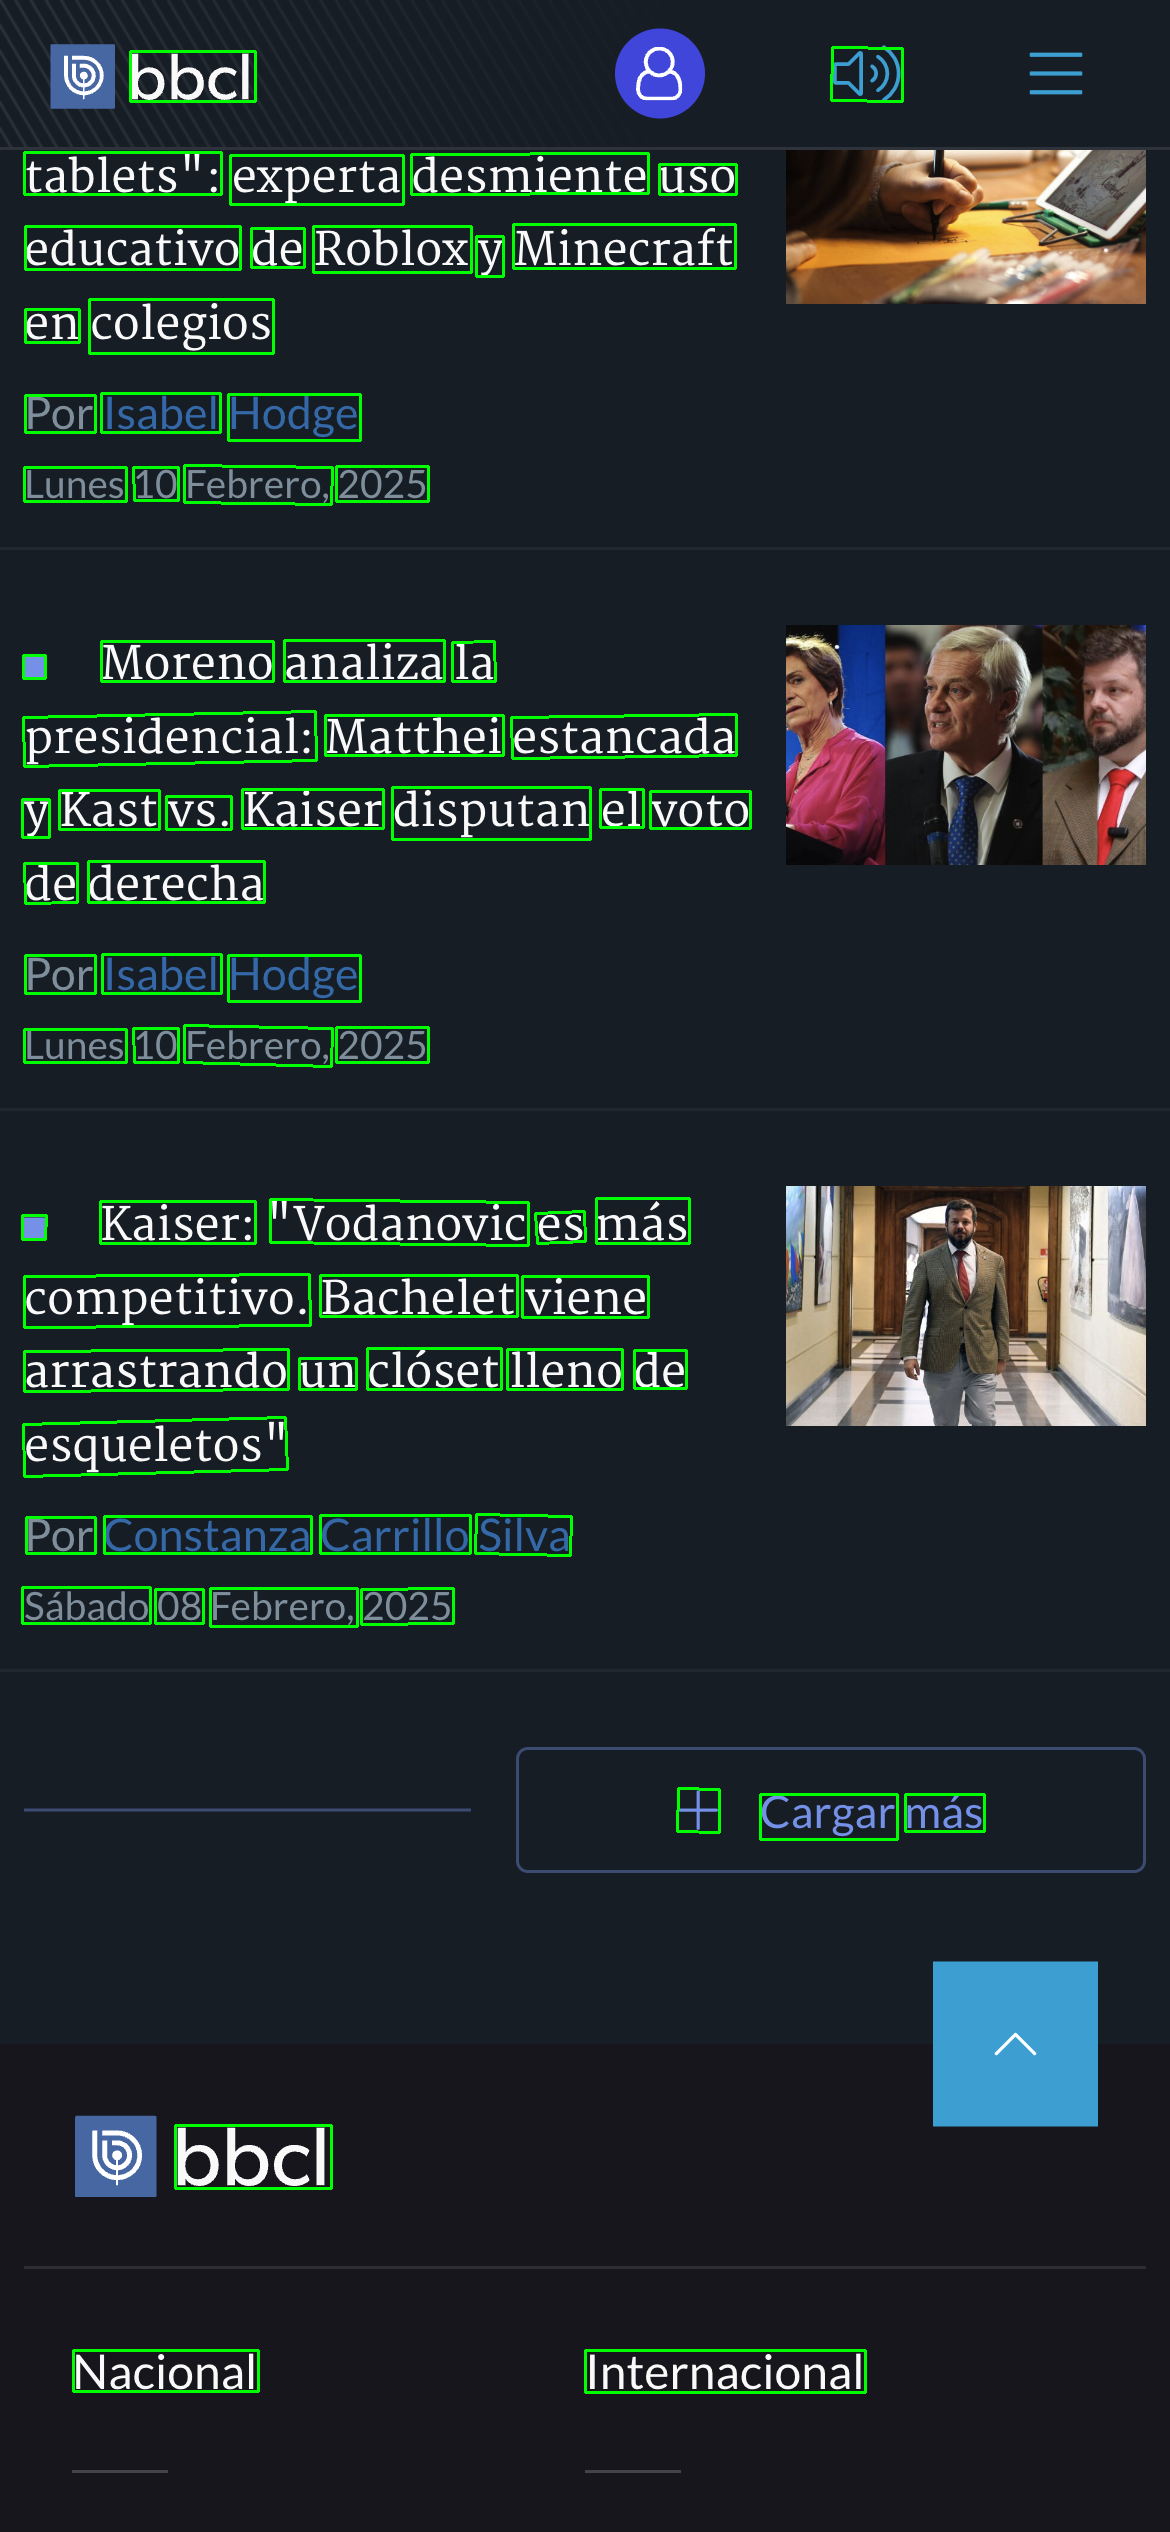 bbcl
tablets": experta desmiente uso
educativo de Roblox y Minecraft
en colegios
Por Isabel Hodge
Lunes 10 Febrero, 2025
Moreno analiza la
presidencial: Matthei estancada
y Kast vs. Kaiser disputan el voto
de derecha
Por Isabel Hodge
Lunes 10 Febrero, 2025
Kaiser: "Vodanovic es más
competitivo. Bachelet viene
arrastrando un clóset lleno de
esqueletos"
Por Constanza Carrillo Silva
Sábado 08 Febrero, 2025
Cargar más
bbcl
Nacional Internacional